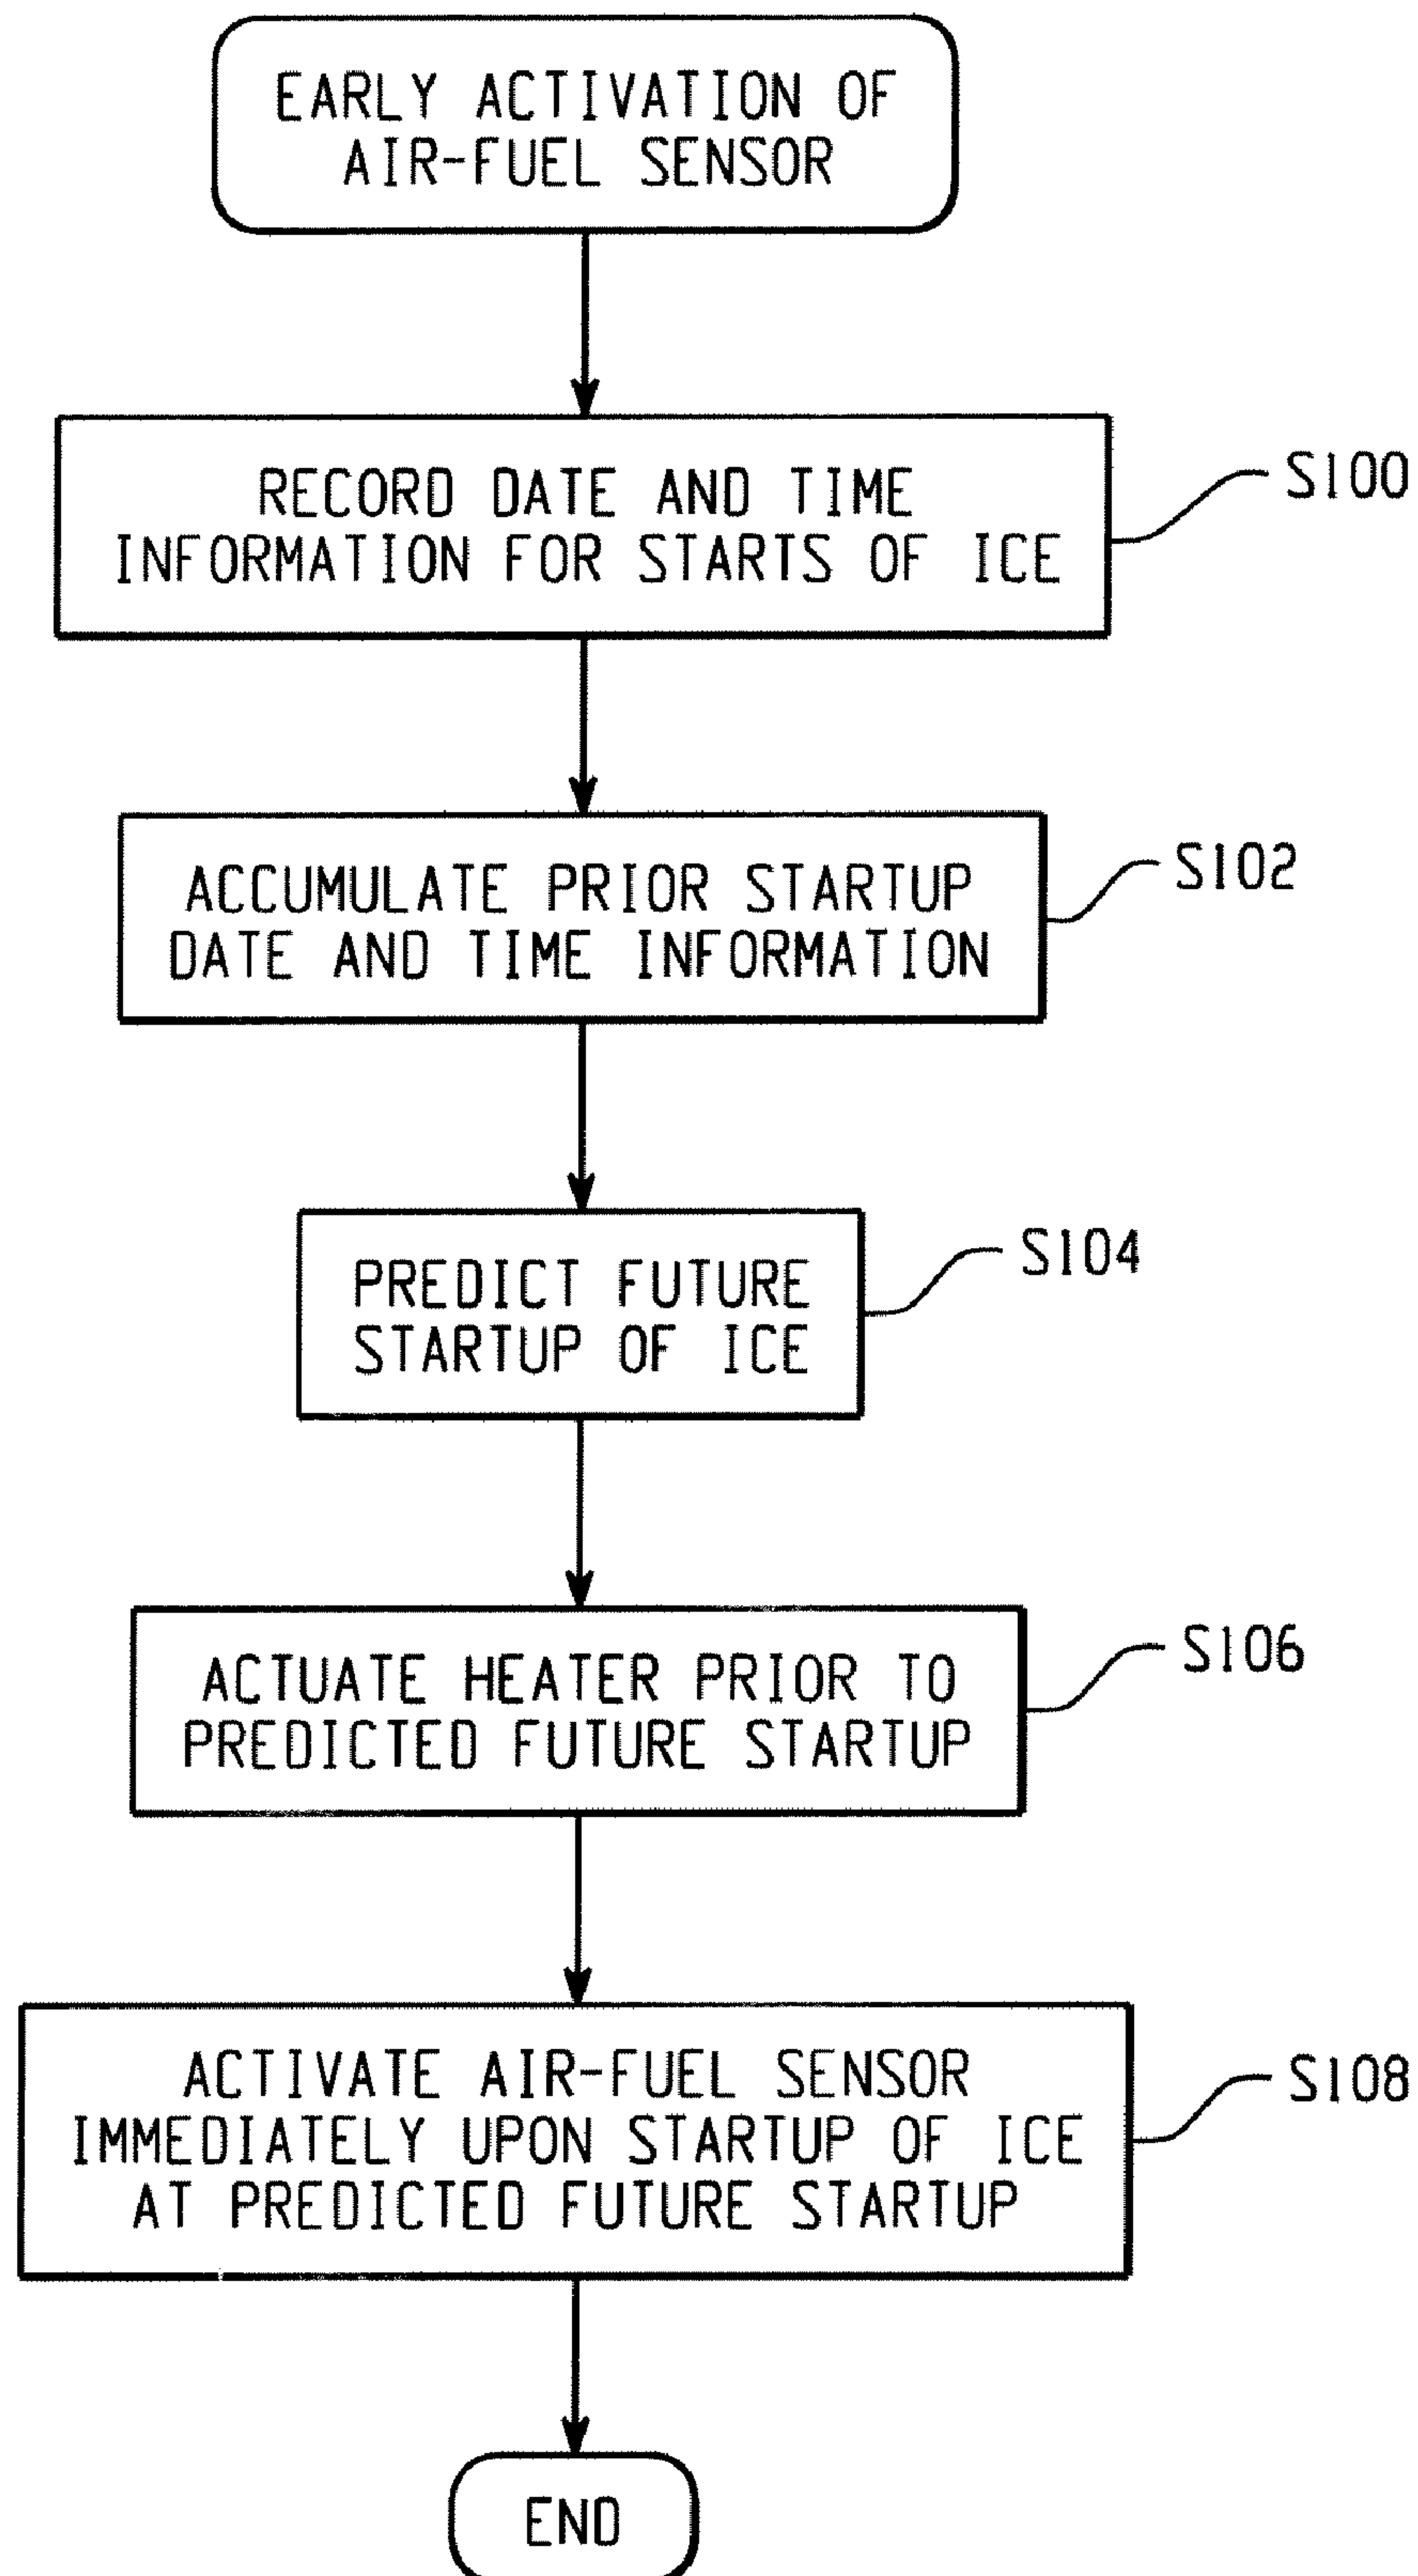 EARLY ACTIVATION OF
AIR-FUEL SENSOR
RECORD DATE AND TIME
INFORMATION FOR STARTS OF ICE
S100
ACCUMULATE PRIOR STARTUP
DATE AND TIME INFORMATION
S102
PREDICT FUTURE
STARTUP OF ICE
S104
ACTUATE HEATER PRIOR TO
PREDICTED FUTURE STARTUP
S106
ACTIVATE AIR-FUEL SENSOR
IMMEDIATELY UPON STARTUP OF ICE
AT PREDICTED FUTURE STARTUP
S108
END